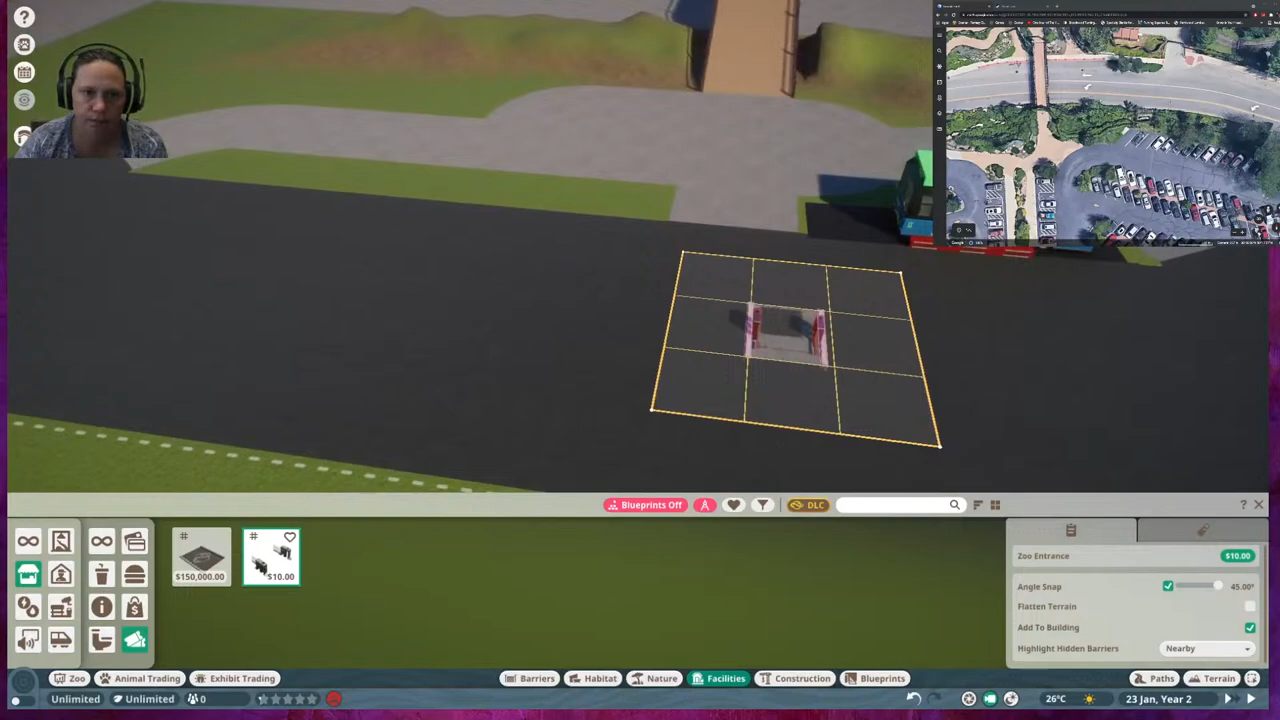 ?
Blueprints Off
DLC
?
$150,000.00
$10.00
Zoo Entrance
$10.00
Angle Snap
45.00°
Flatten Terrain
Add To Building
Highlight Hidden Barriers
Nearby
Zoo
Animal Trading
Exhibit Trading
Barriers
Habitat
Nature
Facilities
Construction
Blueprints
Paths
Terrain
Unlimited
Unlimited
0
26°C
23 Jan, Year 2